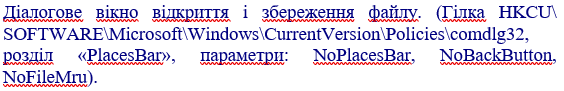 Діалогове вікно відкриття і збереження файлу. (Гілка HKCU\
SOFTWARE\Microsoft\Windows\CurrentVersion\Policies\comdlg32,
розділ «PlacesBar», параметри: NoPlacesBar, NoBackButton,
NoFileMru).